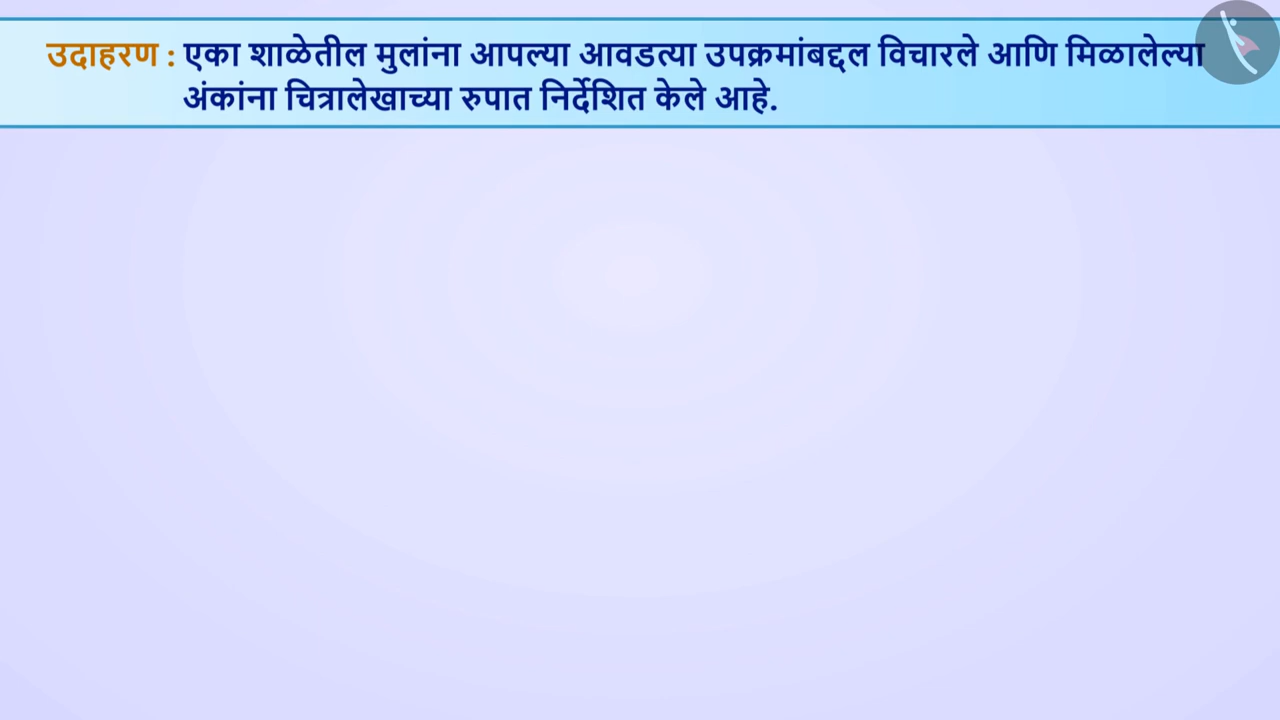 उदाहरण : एका शाळेतील मुलांना आपल्या आवडत्या उपक्रमांबद्दल विचारले आणि मिळालेल्या
अंकांना चित्रालेखाच्या रुपात निर्देशित केले आहे.